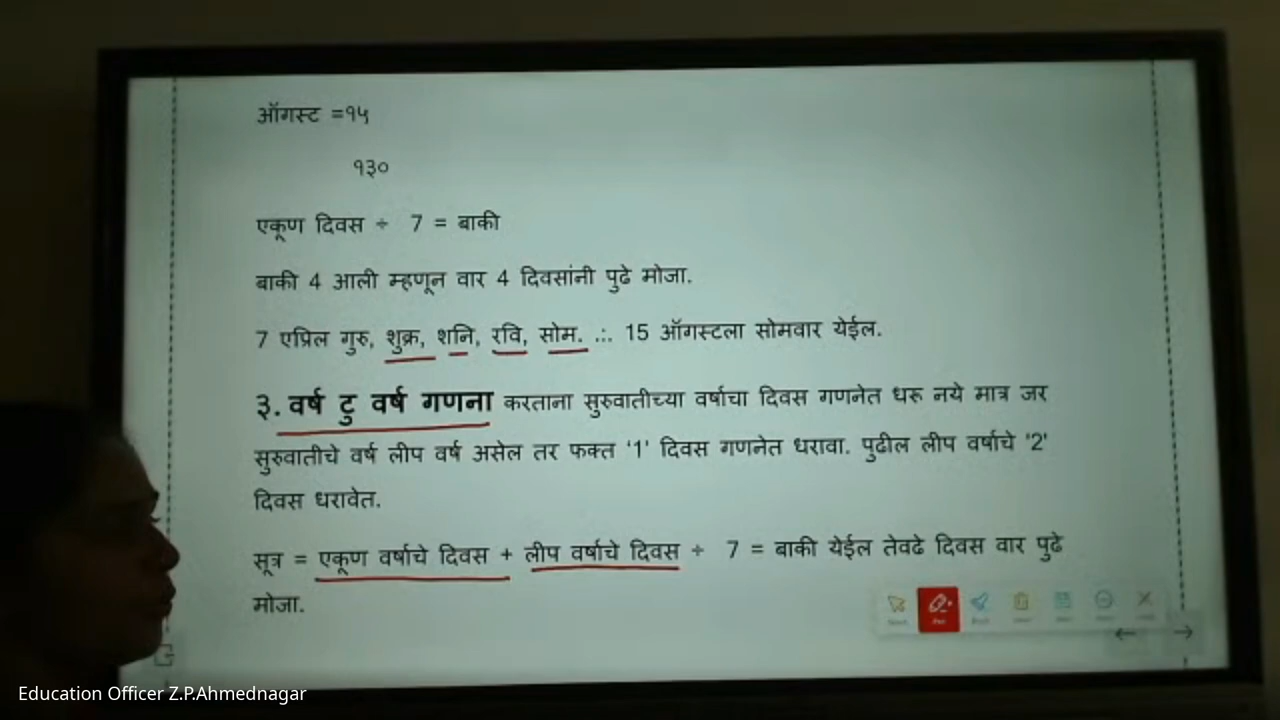 ऑगस्ट =१५
१३०
एकूण दिवस ÷ 7 = बाकी
बाकी 4 आली म्हणून वार 4 दिवसांनी पुढे मोजा.
7 एप्रिल गुरु, शुक्र, शनि, रवि, सोम. .:. 15 ऑगस्टला सोमवार येईल.
३. वर्ष टु वर्ष गणना करताना सुरुवातीच्या वर्षाचा दिवस गणनेत धरू नये मात्र जर
सुरुवातीचे वर्ष लीप वर्ष असेल तर फक्त '1' दिवस गणनेत धरावा. पुढील लीप वर्षाचे '2'
दिवस धरावेत.
सूत्र = एकूण वर्षाचे दिवस + लीप वर्षाचे दिवस ÷ 7 = बाकी येईल तेवढे दिवस वार पुढे
मोजा.
Education Officer Z.P.Ahmednagar